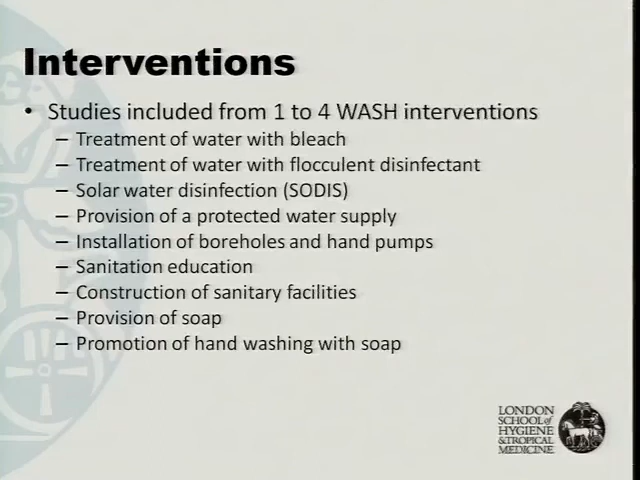 Interventions
• Studies included from 1 to 4 WASH interventions
– Treatment of water with bleach
– Treatment of water with flocculent disinfectant
– Solar water disinfection (SODIS)
– Provision of a protected water supply
– Installation of boreholes and hand pumps
– Sanitation education
– Construction of sanitary facilities
– Provision of soap
– Promotion of hand washing with soap
LONDON
SCHOOL of
HYGIENE
& TROPICAL
MEDICINE